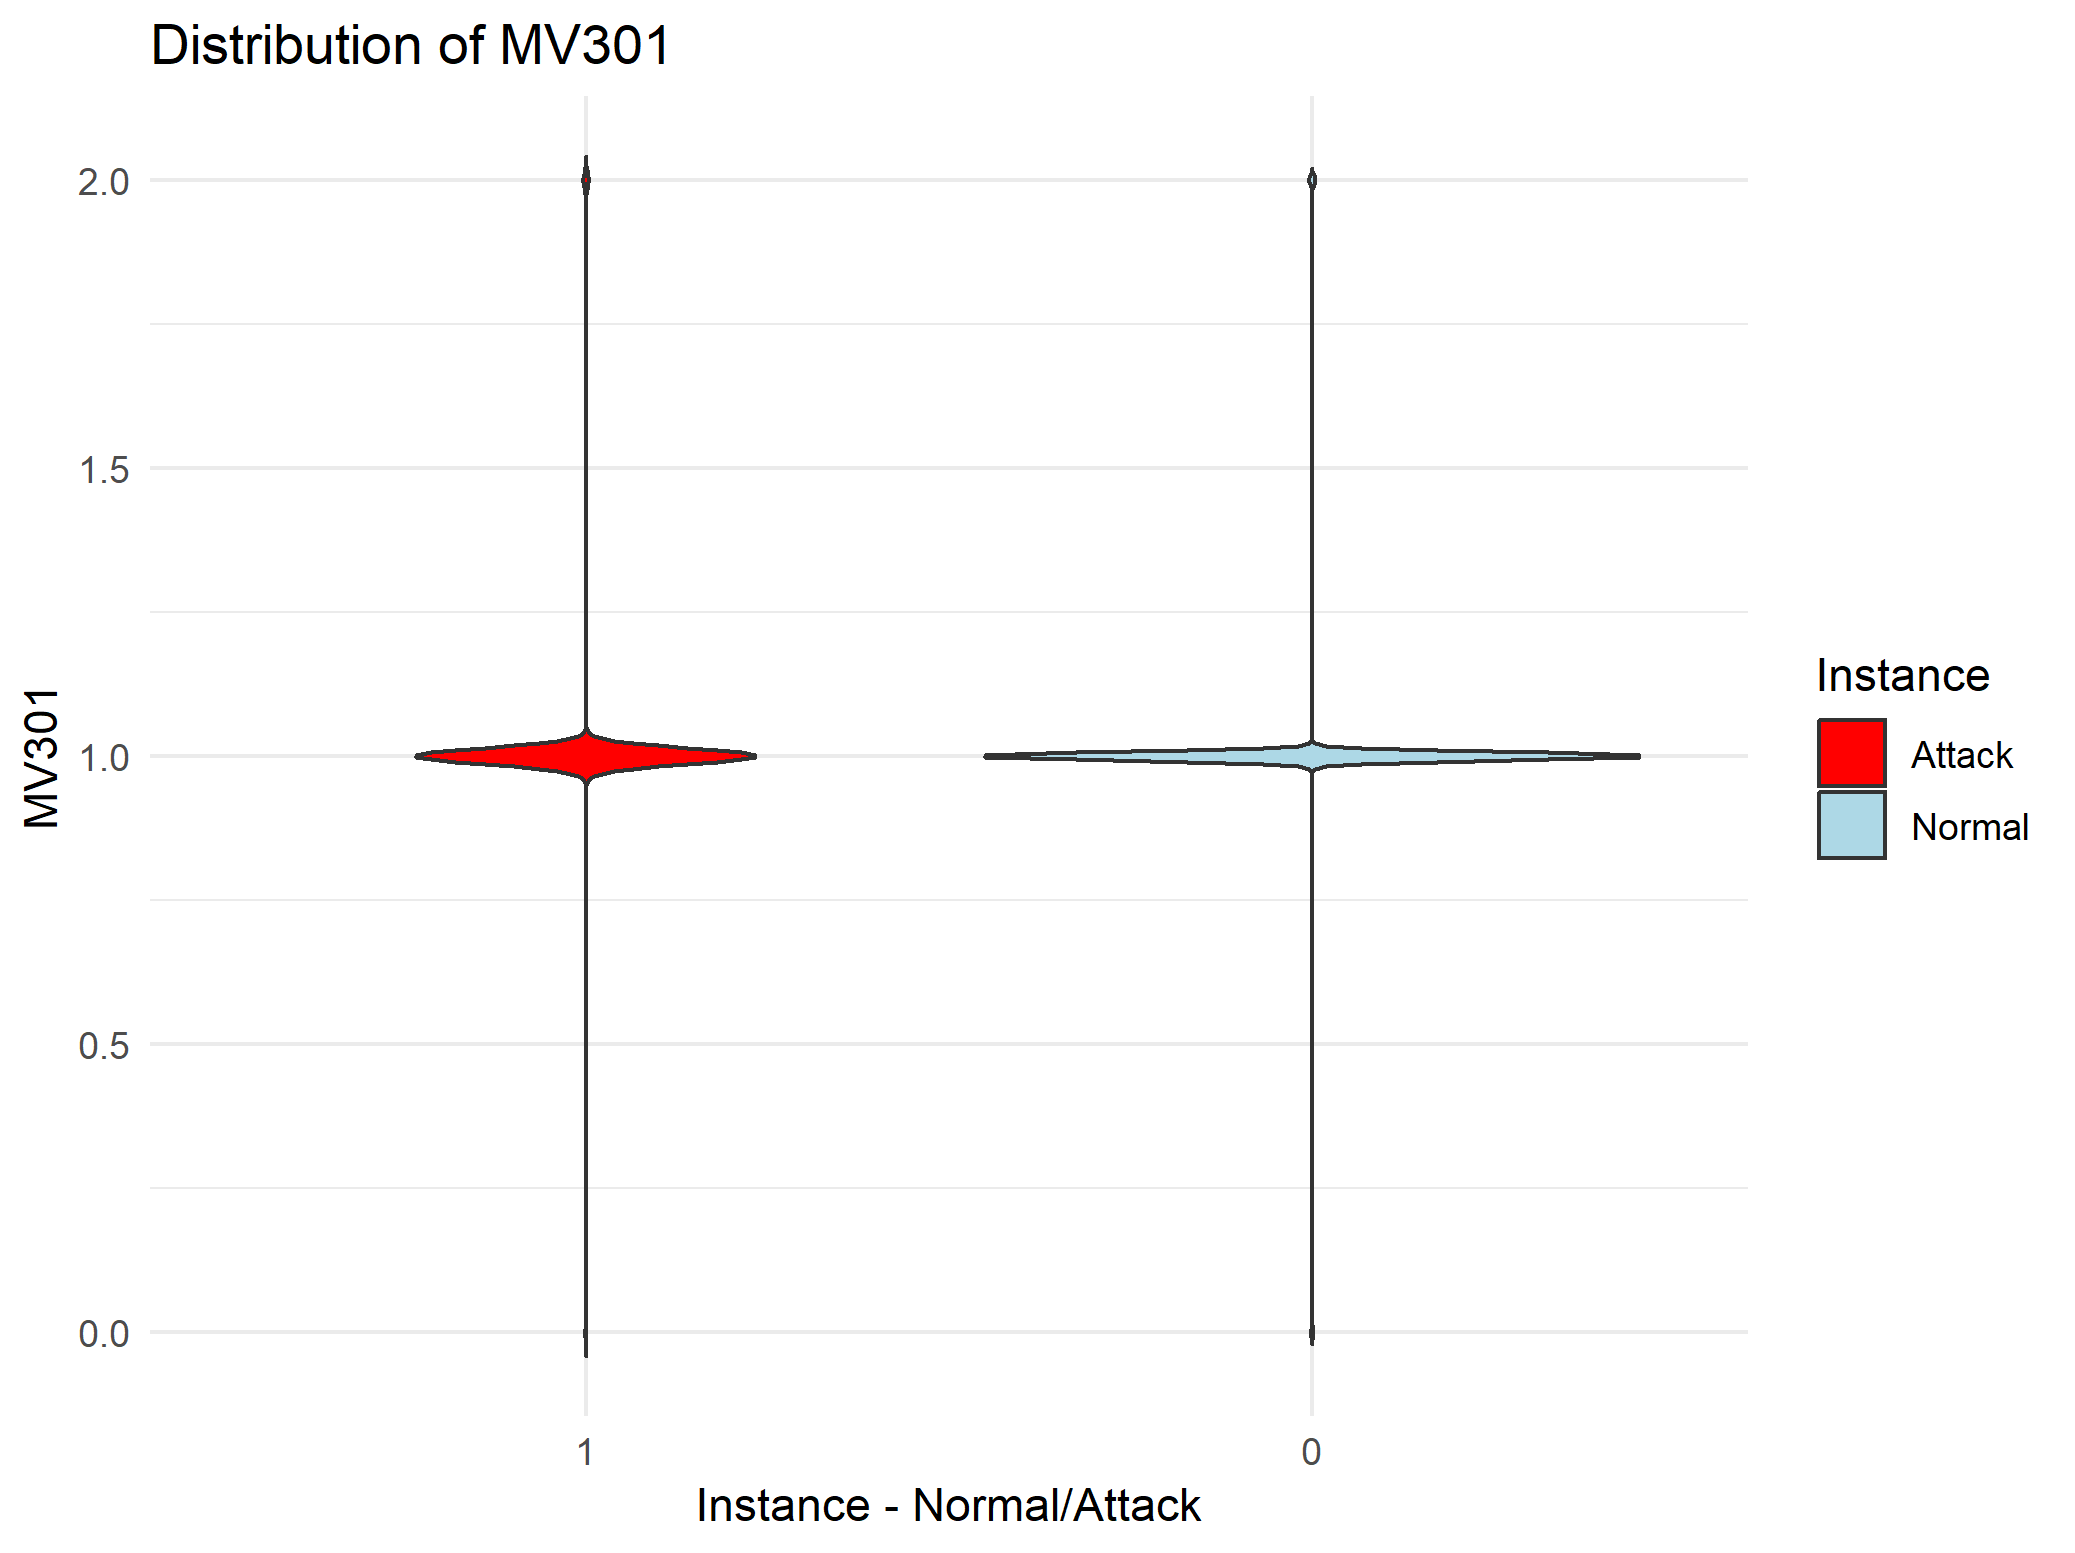 Distribution of MV301
2.0
1.5
1.0
0.5
0.0
MV301
1
0
Instance - Normal/Attack
Instance
Attack
Normal